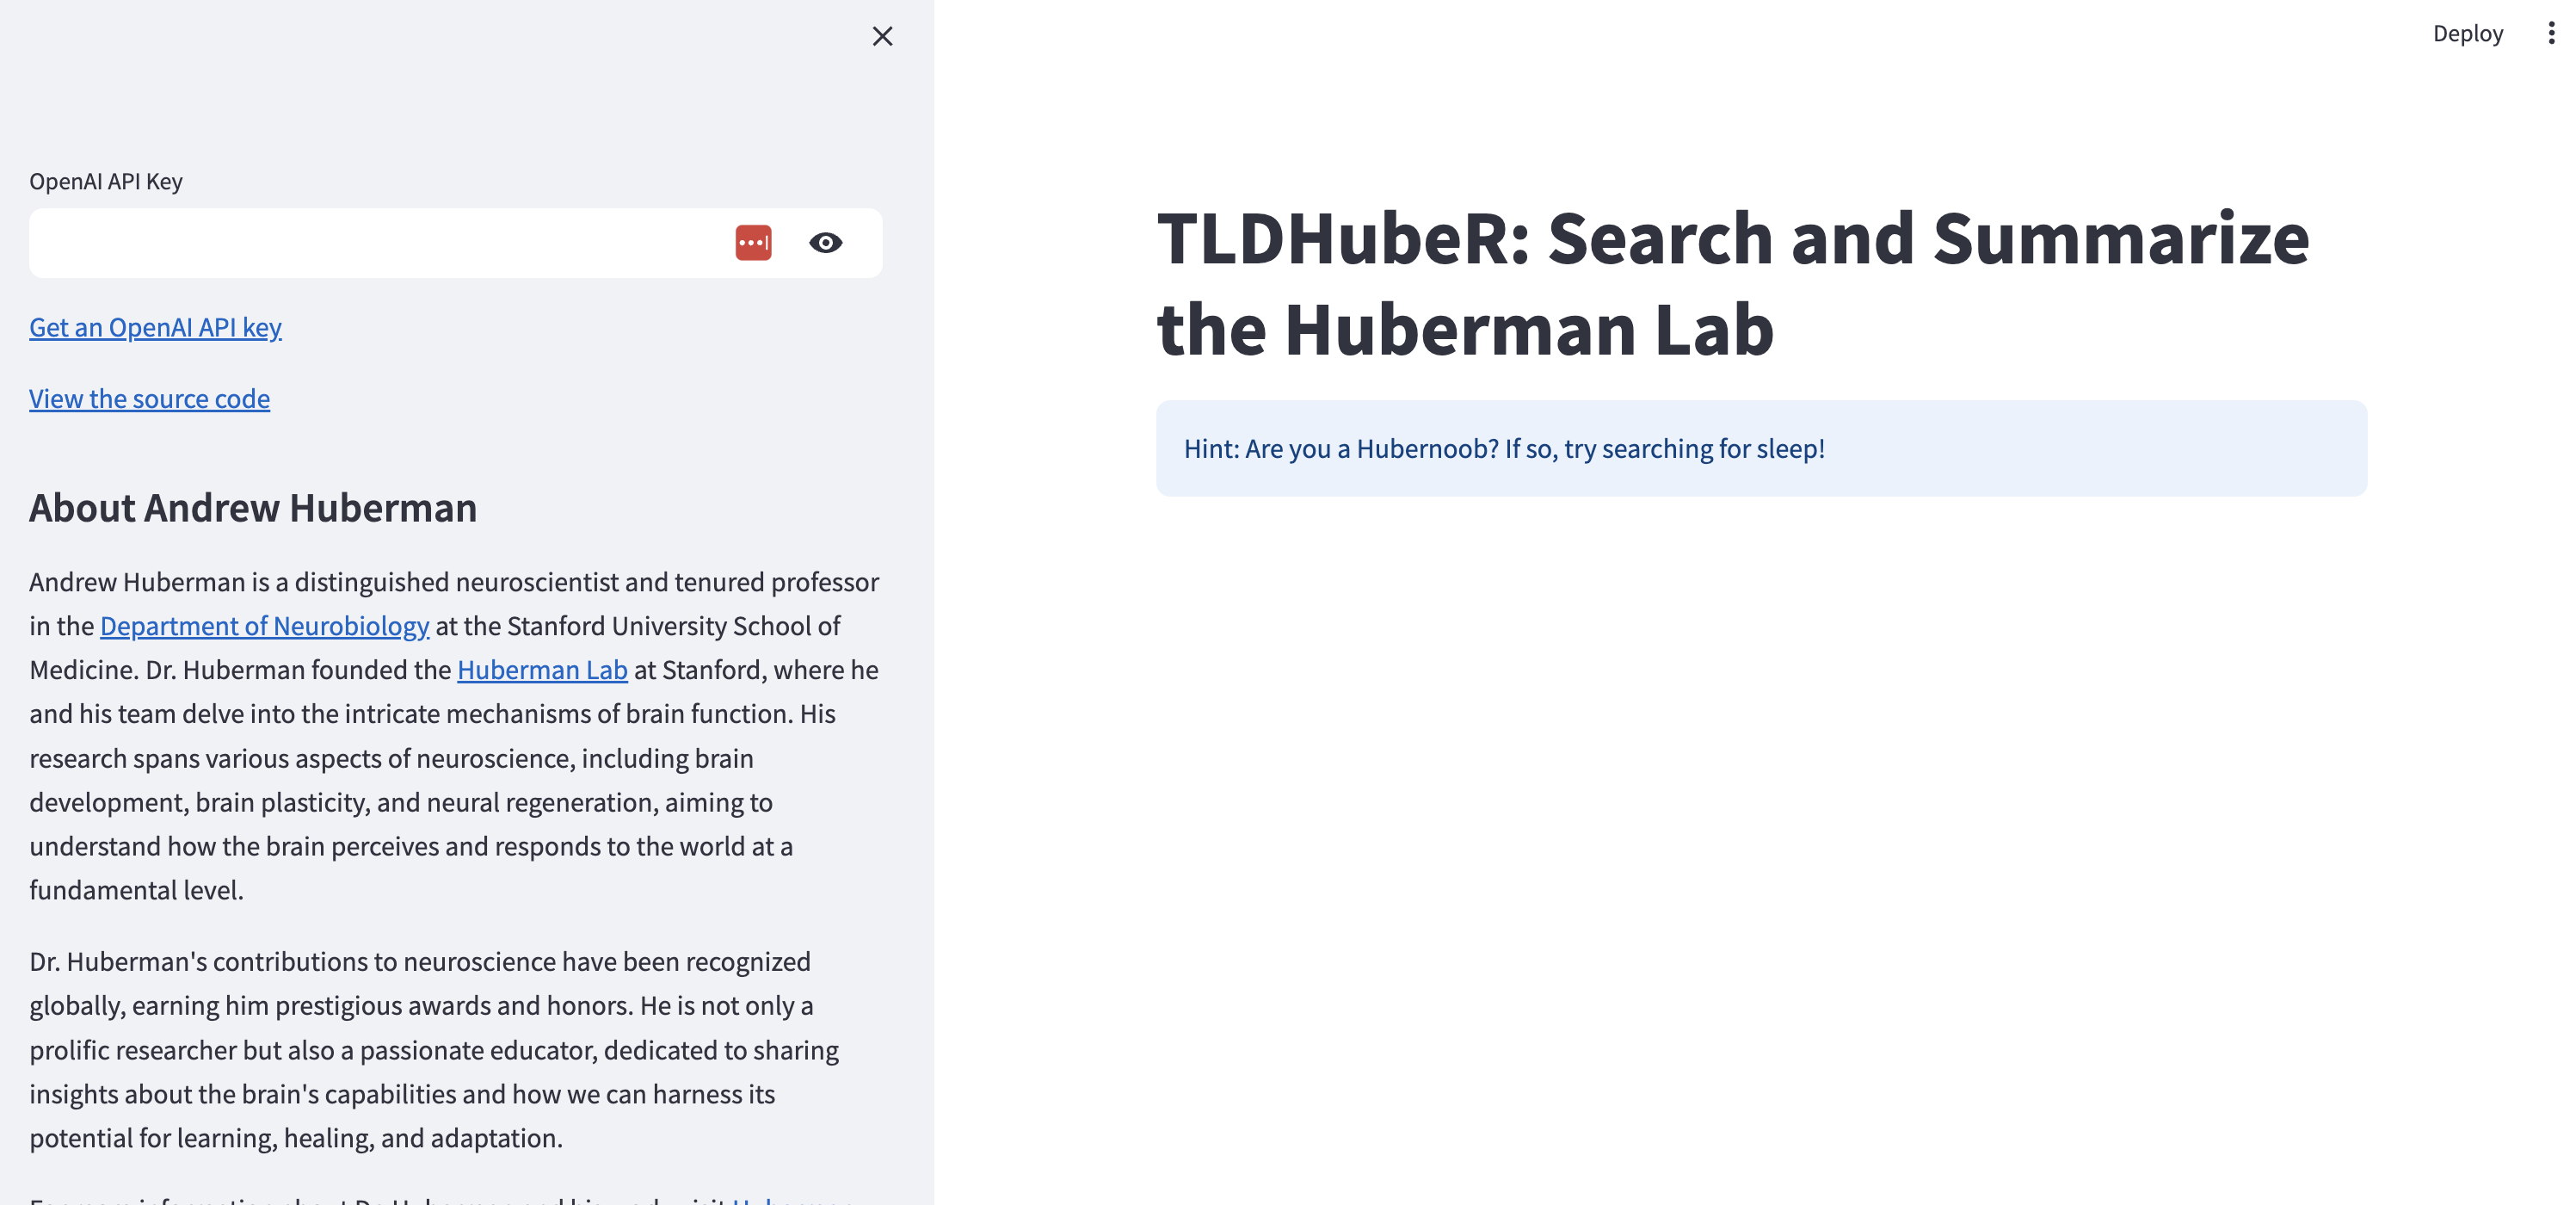 Deploy
OpenAI API Key
Get an OpenAI API key
View the source code
About Andrew Huberman
Andrew Huberman is a distinguished neuroscientist and tenured professor
in the Department of Neurobiology at the Stanford University School of
Medicine. Dr. Huberman founded the Huberman Lab at Stanford, where he
and his team delve into the intricate mechanisms of brain function. His
research spans various aspects of neuroscience, including brain
development, brain plasticity, and neural regeneration, aiming to
understand how the brain perceives and responds to the world at a
fundamental level.
Dr. Huberman's contributions to neuroscience have been recognized
globally, earning him prestigious awards and honors. He is not only a
prolific researcher but also a passionate educator, dedicated to sharing
insights about the brain's capabilities and how we can harness its
potential for learning, healing, and adaptation.
TLDHubeR: Search and Summarize
the Huberman Lab
Hint: Are you a Hubernoob? If so, try searching for sleep!